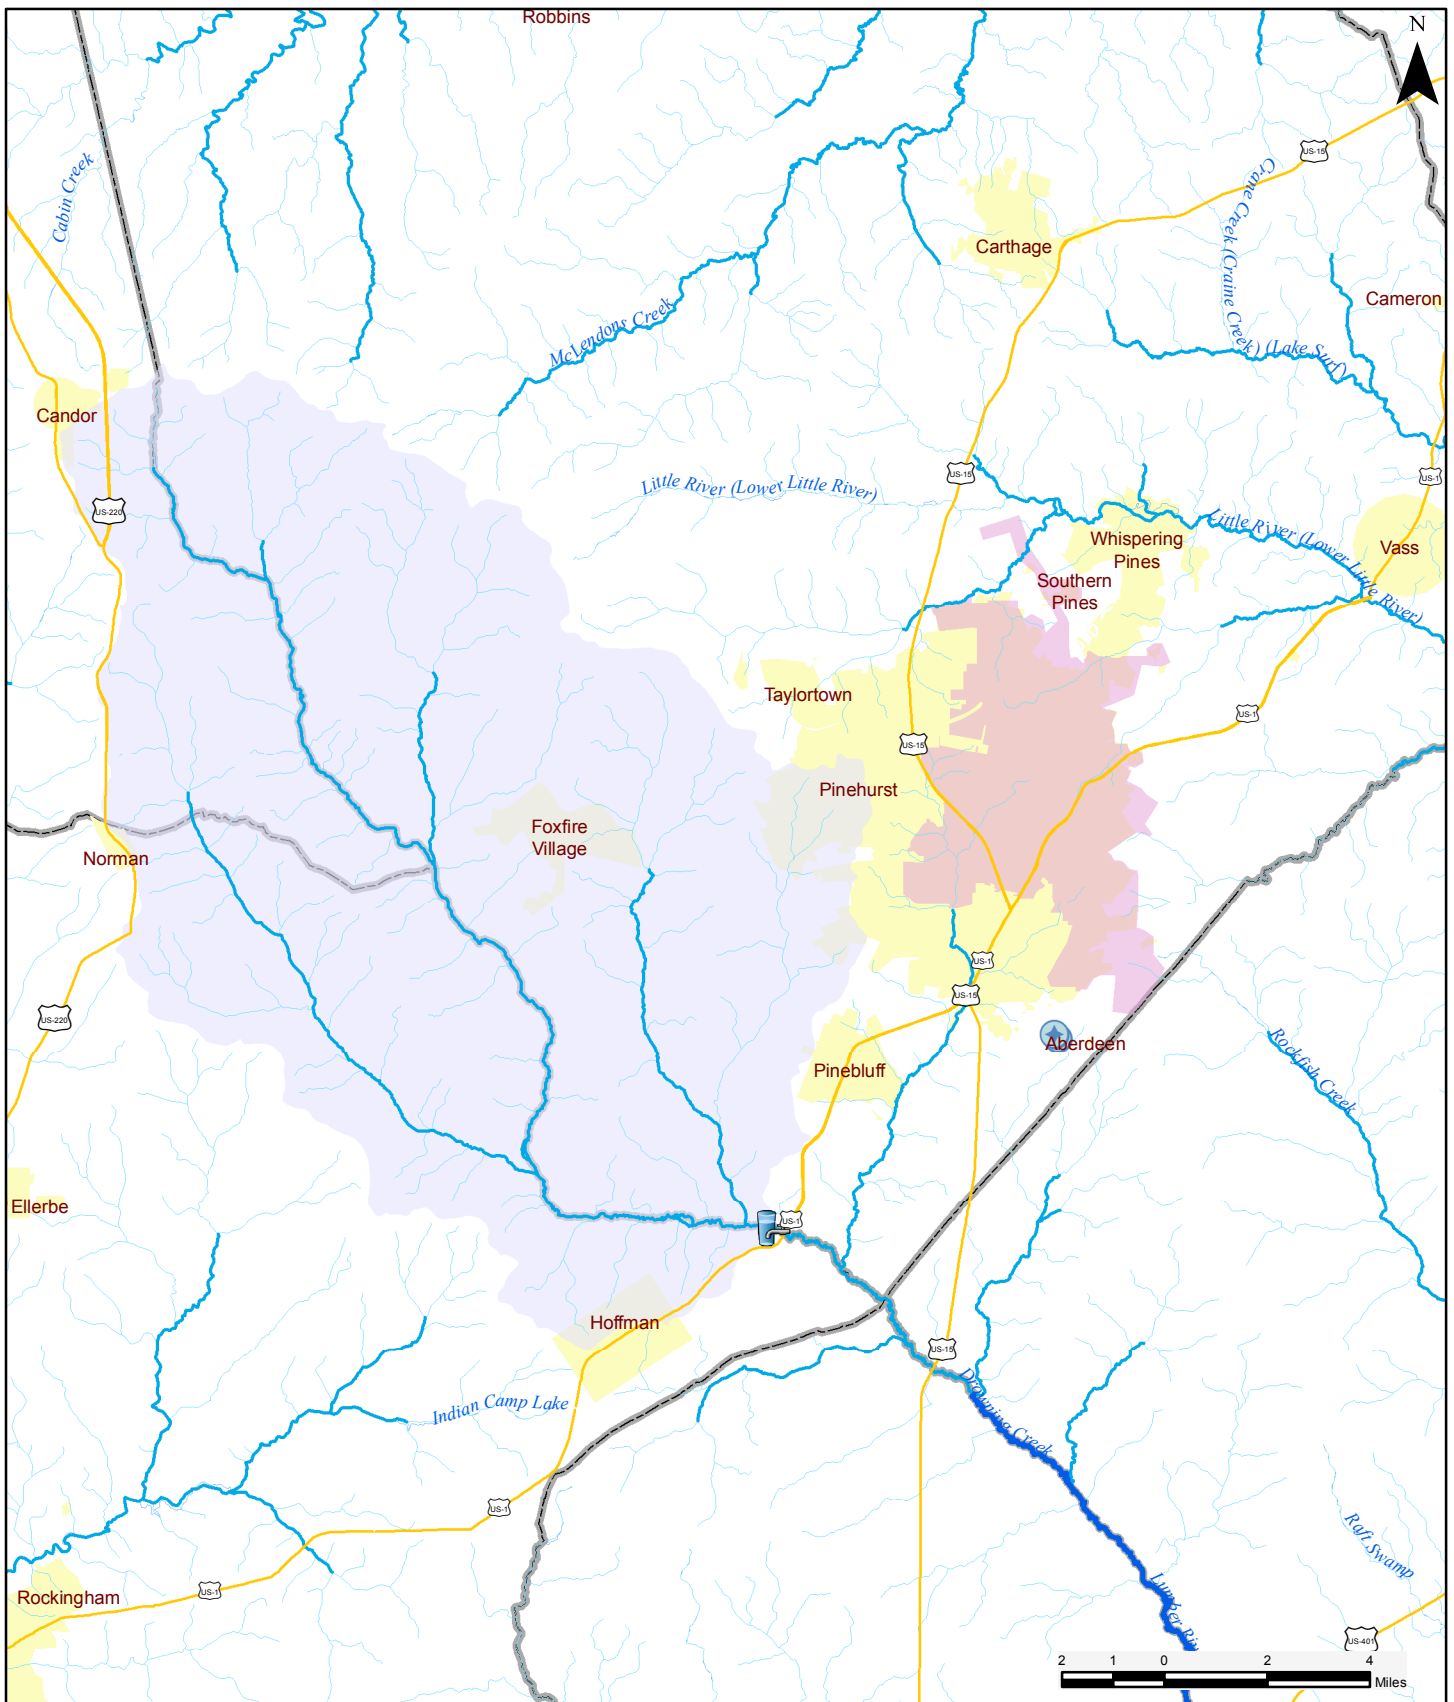 Robbins
N
US-15
Cabin Creek
Crane Creek (Craine Creek) (Lake Surf)
Carthage
Cameron
McLendons Creek
Candor
US-15
US-1
Little River (Lower Little River)
US-220
Little River (Lower Little River)
Whispering
Pines
Vass
Southern
Pines
Taylortown
US-1
US-15
Pinehurst
Foxfire
Village
Norman
US-1
US-15
US-220
Aberdeen
Rockfish Creek
Pinebluff
Ellerbe
US-1
Hoffman
US-15
Drowning Creek
Indian Camp Lake
US-1
Raft Swamp
US-1
Rockingham
Lumber Riv
US-401
2 1 0 2 4
Miles